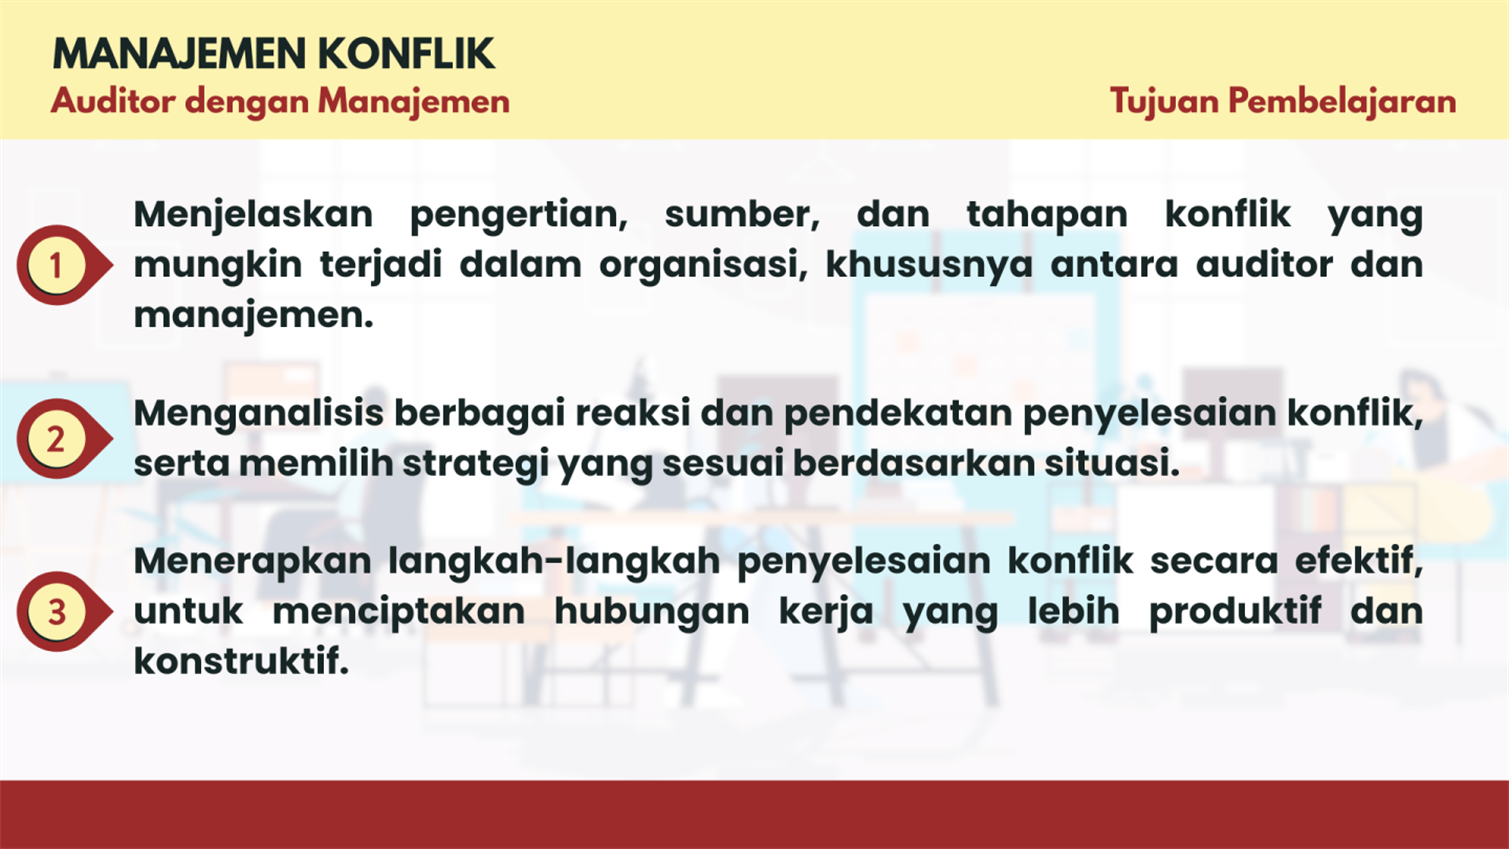 MANAJEMEN KONFLIK
Auditor dengan Manajemen
Tujuan Pembelajaran
1
Menjelaskan pengertian, sumber, dan tahapan konflik yang
mungkin terjadi dalam organisasi, khususnya antara auditor dan
manajemen.
2
Menganalisis berbagai reaksi dan pendekatan penyelesaian konflik,
serta memilih strategi yang sesuai berdasarkan situasi.
3
Menerapkan langkah-langkah penyelesaian konflik secara efektif,
untuk menciptakan hubungan kerja yang lebih produktif dan
konstruktif.